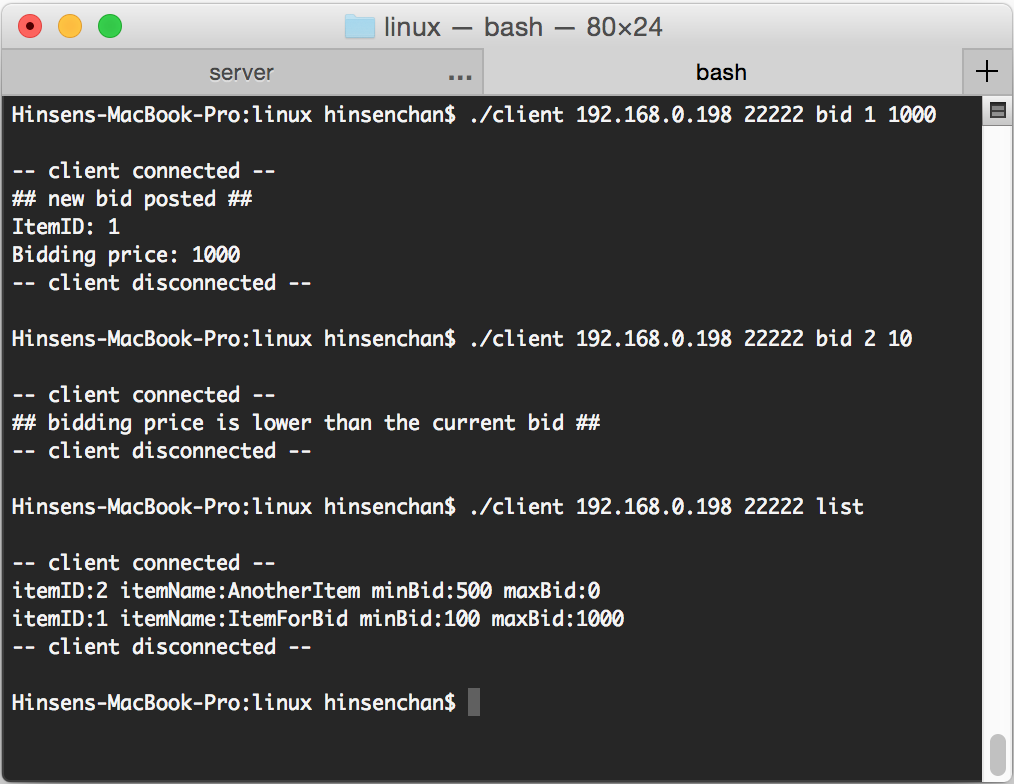 linux — bash — 80×24
server ... bash +
Hinsens-MacBook-Pro:linux hinsenchan$ ./client 192.168.0.198 22222 bid 1 1000
-- client connected --
## new bid posted ##
ItemID: 1
Bidding price: 1000
-- client disconnected --
Hinsens-MacBook-Pro:linux hinsenchan$ ./client 192.168.0.198 22222 bid 2 10
-- client connected --
## bidding price is lower than the current bid ##
-- client disconnected --
Hinsens-MacBook-Pro:linux hinsenchan$ ./client 192.168.0.198 22222 list
-- client connected --
itemID:2 itemName:AnotherItem minBid:500 maxBid:0
itemID:1 itemName:ItemForBid minBid:100 maxBid:1000
-- client disconnected --
Hinsens-MacBook-Pro:linux hinsenchan$